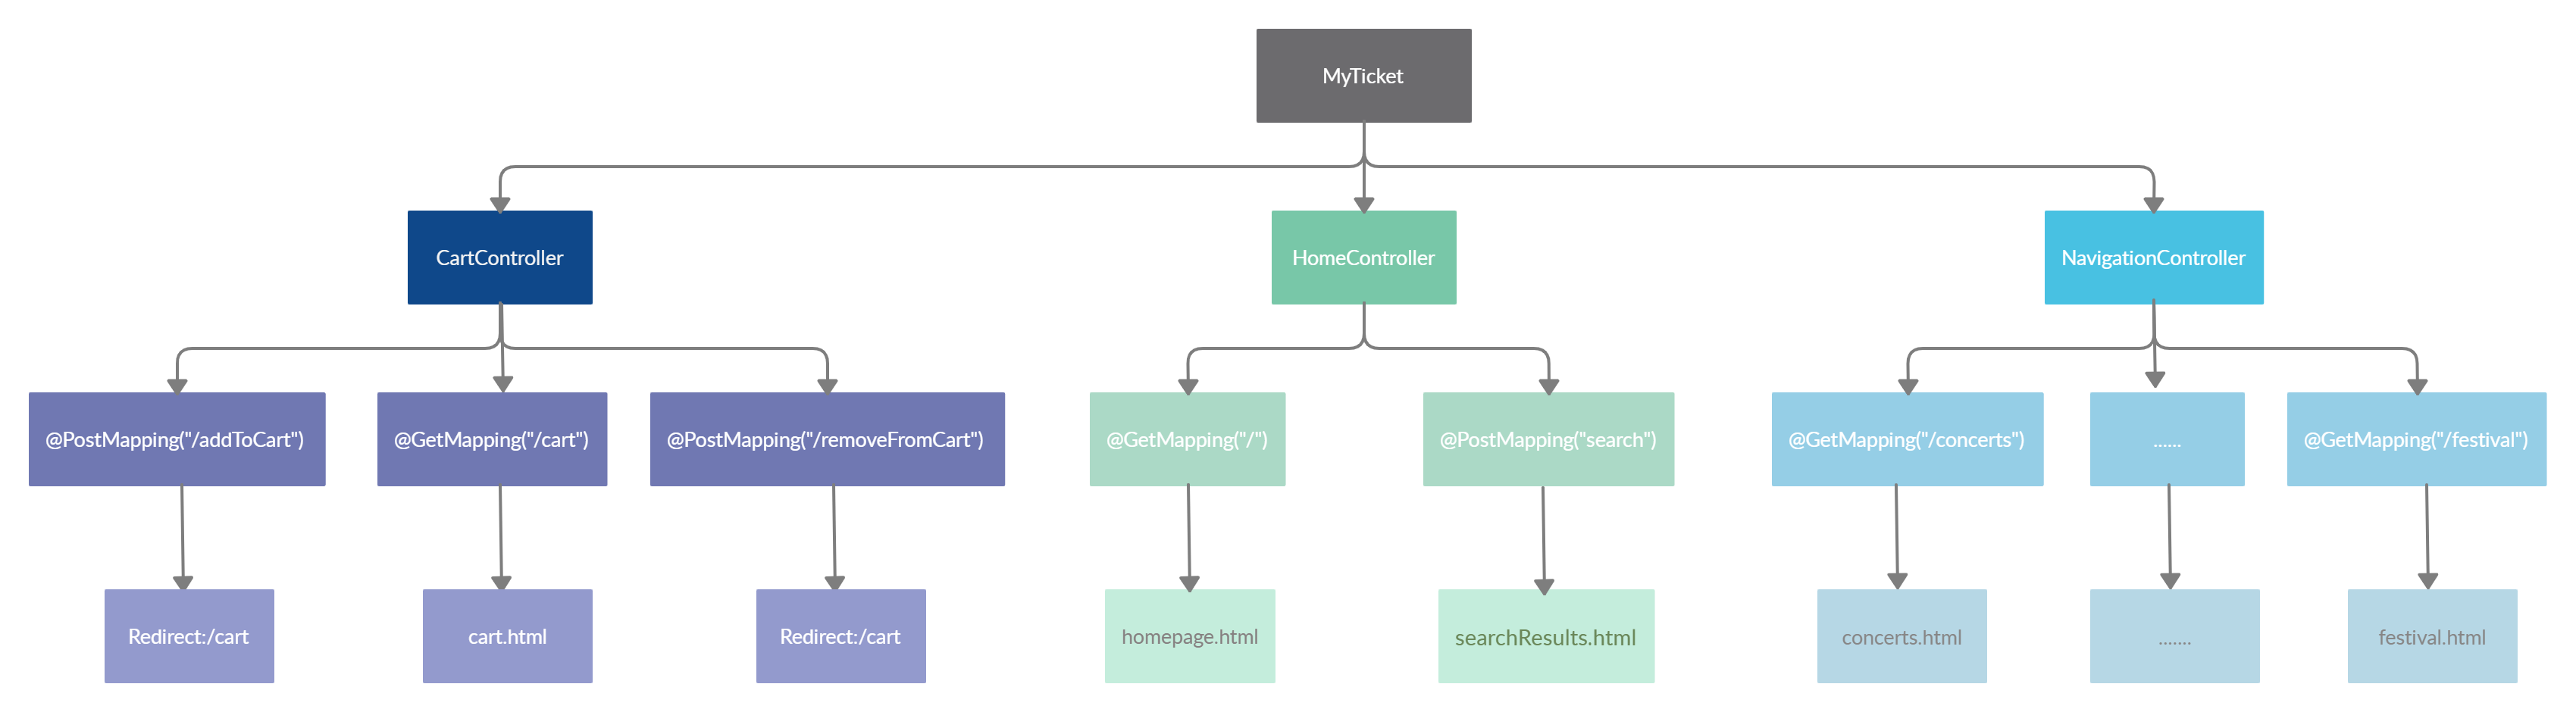 MyTicket
CartController
HomeController
NavigationController
@PostMapping("/addToCart")
@GetMapping("/cart")
@PostMapping("/removeFromCart")
@GetMapping("/")
@PostMapping("search")
@GetMapping("/concerts")
......
@GetMapping("/festival")
Redirect:/cart
cart.html
Redirect:/cart
homepage.html
searchResults.html
concerts.html
.......
festival.html